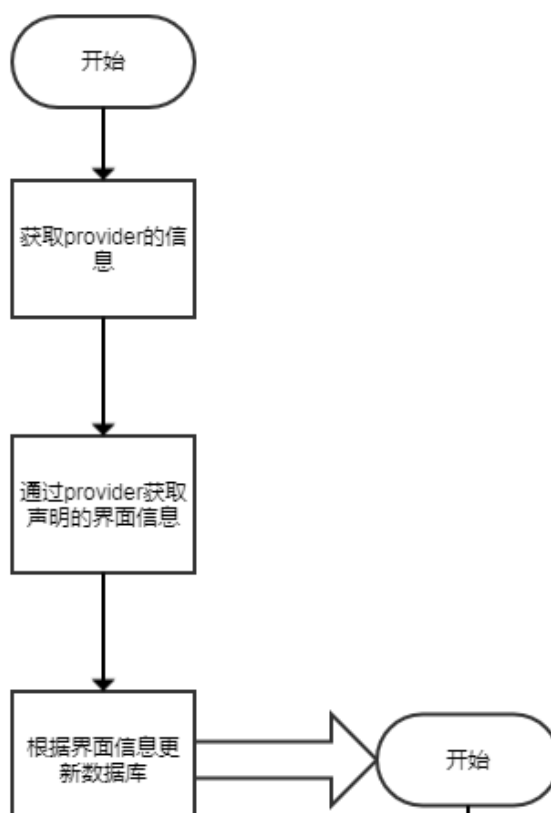 开始
获取provider的信
息
通过provider获取
声明的界面信息
根据界面信息更
新数据库
开始